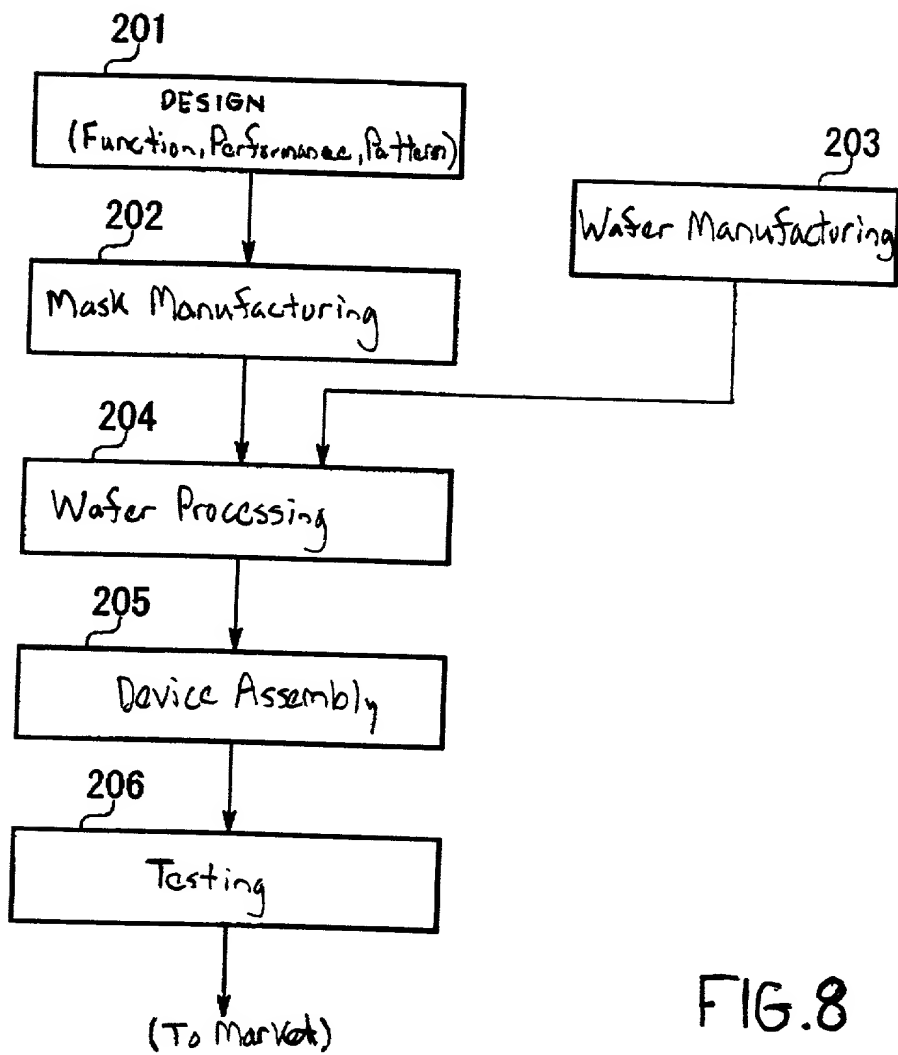 201
DESIGN
(Function, Performance, Pattern)
203
Wafer Manufacturing
202
Mask Manufacturing
204
Wafer Processing
205
Device Assembly
206
Testing
(To Market)
FIG.8